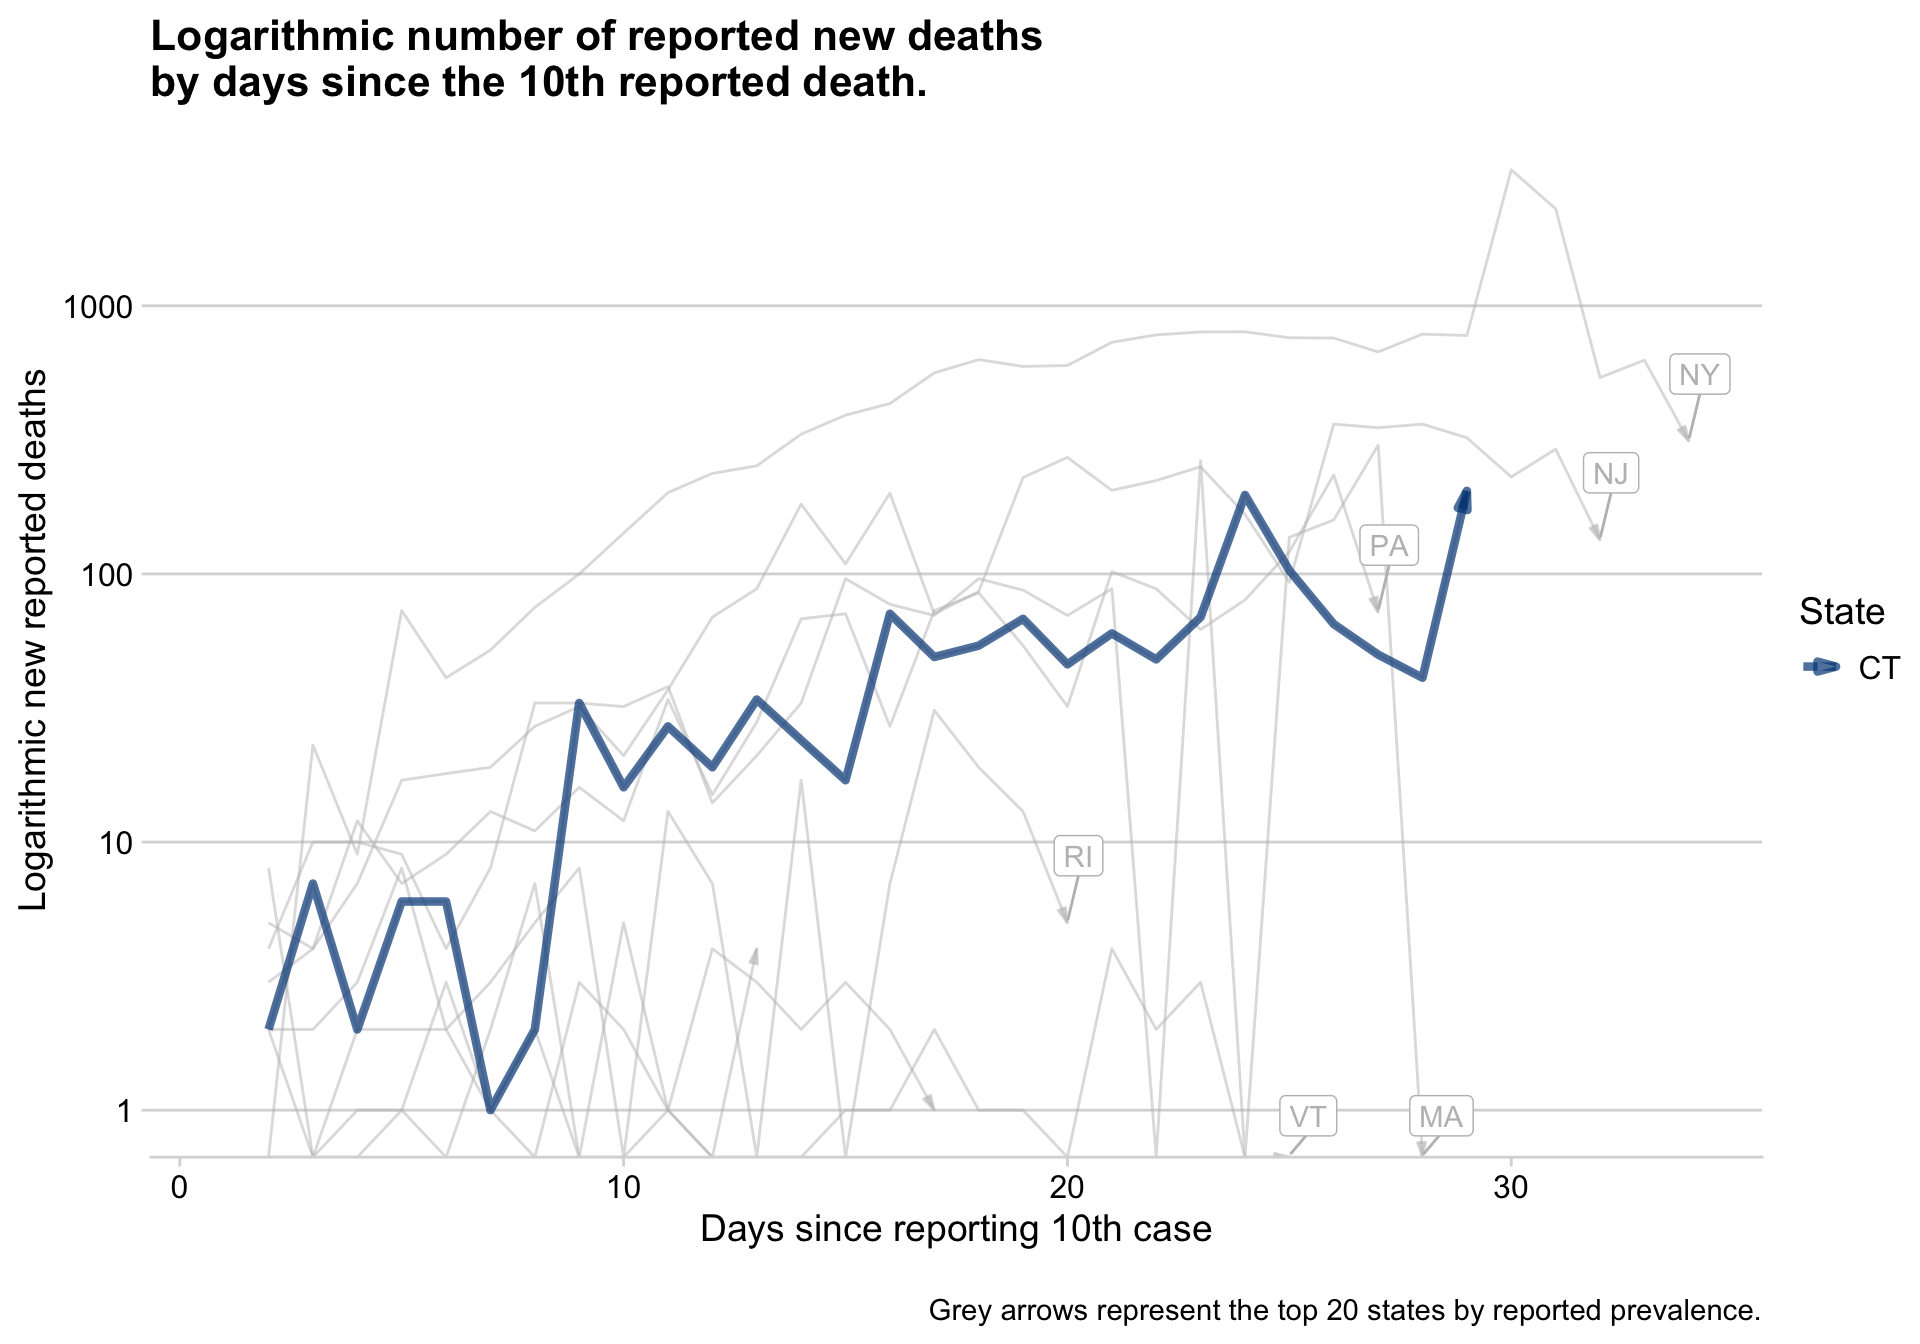 Logarithmic number of reported new deaths
by days since the 10th reported death.
Logarithmic new reported deaths
1000
100
10
1
NY
NJ
PA
RI
VT
MA
State
CT
0
10
20
30
Days since reporting 10th case
Grey arrows represent the top 20 states by reported prevalence.